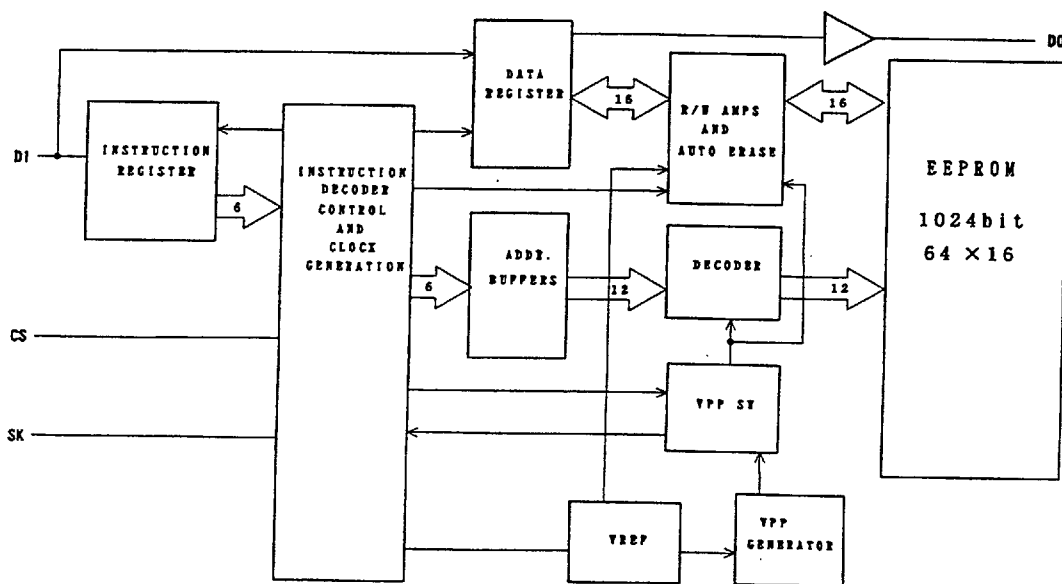 DO
DATA
REGISTER
16
R/W AMPS
AND
AUTO ERASE
16
EEPROM
1024bit
64 ×16
DI
INSTRUCTION
REGISTER
6
INSTRUCTION
DECODER
CONTROL
AND
CLOCK
GENERATION
6
ADDR.
BUFFERS
12
DECODER
12
CS
VPP SW
SK
VREF
VPP
GENERATOR